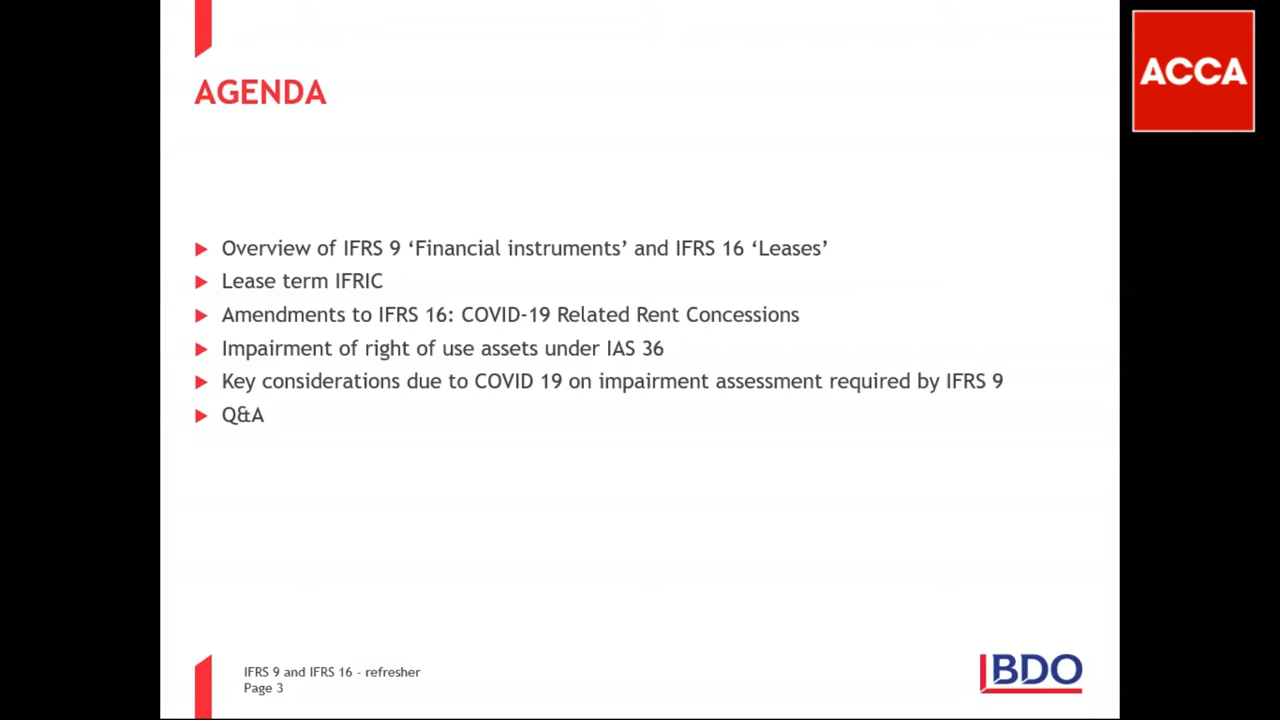 ACCA
AGENDA
Overview of IFRS 9 ‘Financial instruments’ and IFRS 16 ‘Leases’
Lease term IFRIC
Amendments to IFRS 16: COVID-19 Related Rent Concessions
Impairment of right of use assets under IAS 36
Key considerations due to COVID 19 on impairment assessment required by IFRS 9
Q&A
IFRS 9 and IFRS 16 - refresher
Page 3
BDO